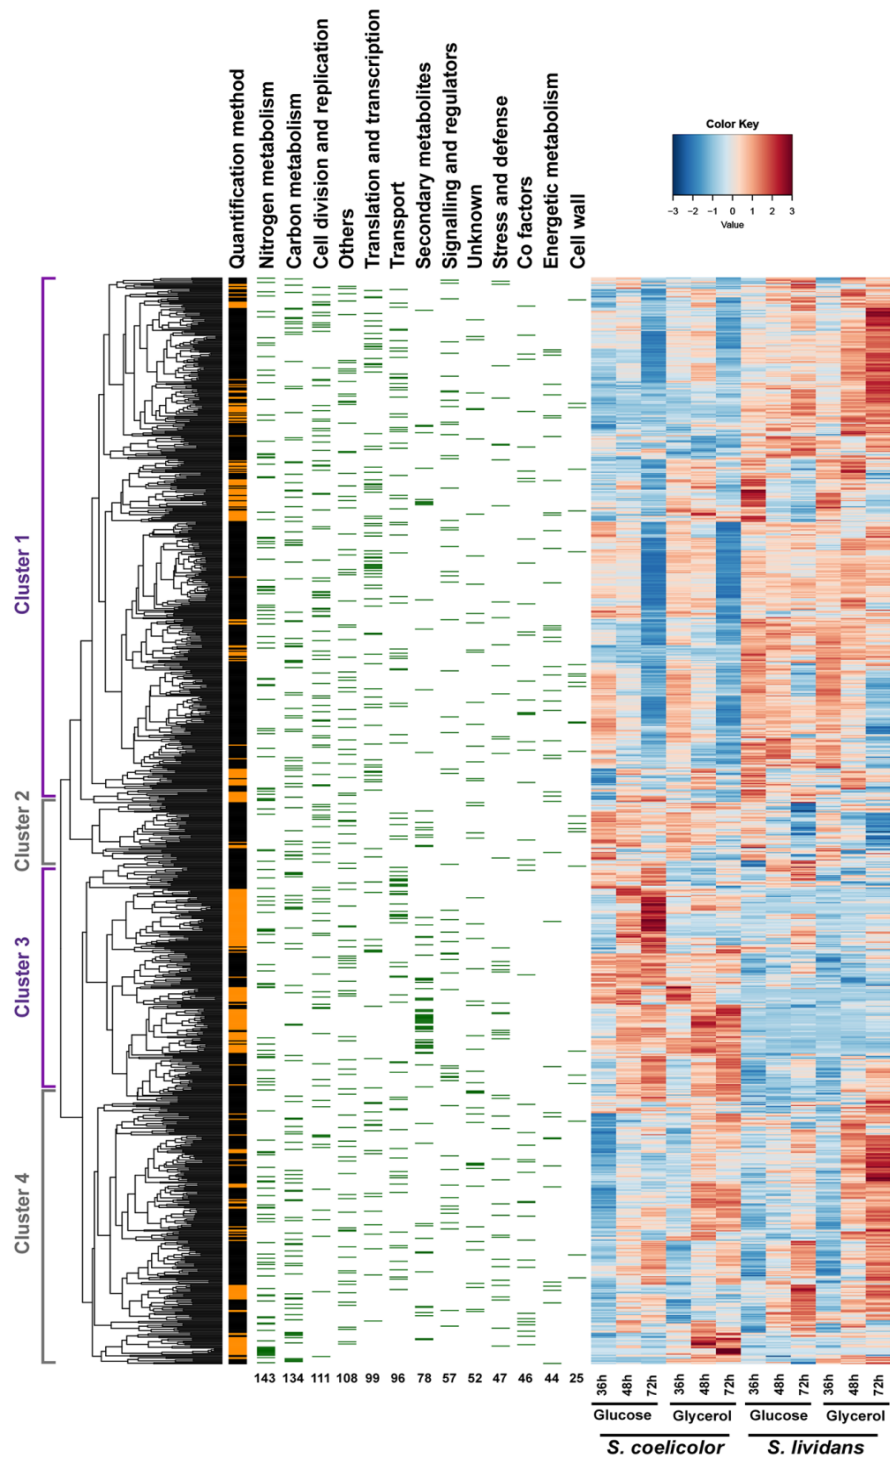 Quantification method
Nitrogen metabolism
Carbon metabolism
Cell division and replication
Others
Translation and transcription
Transport
Secondary metabolites
Signalling and regulators
Unknown
Stress and defense
Co factors
Energetic metabolism
Cell wall
Color Key
-3 -2 -1 0 1 2 3
Value
Cluster 1
Cluster 2
Cluster 3
Cluster 4
143 134 111 108 99 96 78 57 52 47 46 44 25
36h 48h 72h 36h 48h 72h 36h 48h 72h 36h 48h 72h
Glucose Glycerol Glucose Glycerol
S. coelicolor S. lividans